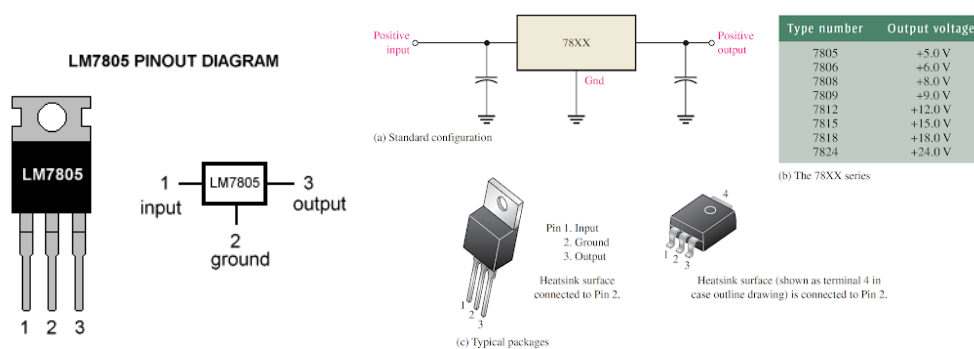 LM7805 PINOUT DIAGRAM
LM7805
1 2 3
1
input
LM7805
3
output
2
ground
Positive
input
78XX
Positive
output
Gnd
(a) Standard configuration
Type number Output voltage
7805 +5.0 V
7806 +6.0 V
7808 +8.0 V
7809 +9.0 V
7812 +12.0 V
7815 +15.0 V
7818 +18.0 V
7824 +24.0 V
(b) The 78XX series
Pin 1. Input
2. Ground
3. Output
Heatsink surface
connected to Pin 2.
1
2
3
4
1 2 3
Heatsink surface (shown as terminal 4 in
case outline drawing) is connected to Pin 2.
(c) Typical packages